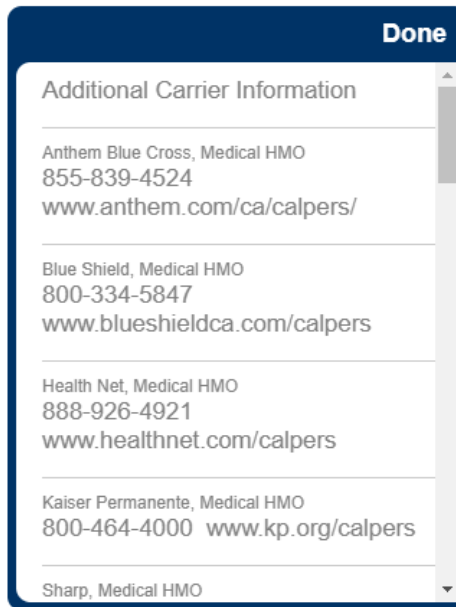 Done
Additional Carrier Information
Anthem Blue Cross, Medical HMO
855-839-4524
www.anthem.com/ca/calpers/
Blue Shield, Medical HMO
800-334-5847
www.blueshieldca.com/calpers
Health Net, Medical HMO
888-926-4921
www.healthnet.com/calpers
Kaiser Permanente, Medical HMO
800-464-4000 www.kp.org/calpers
Sharp, Medical HMO